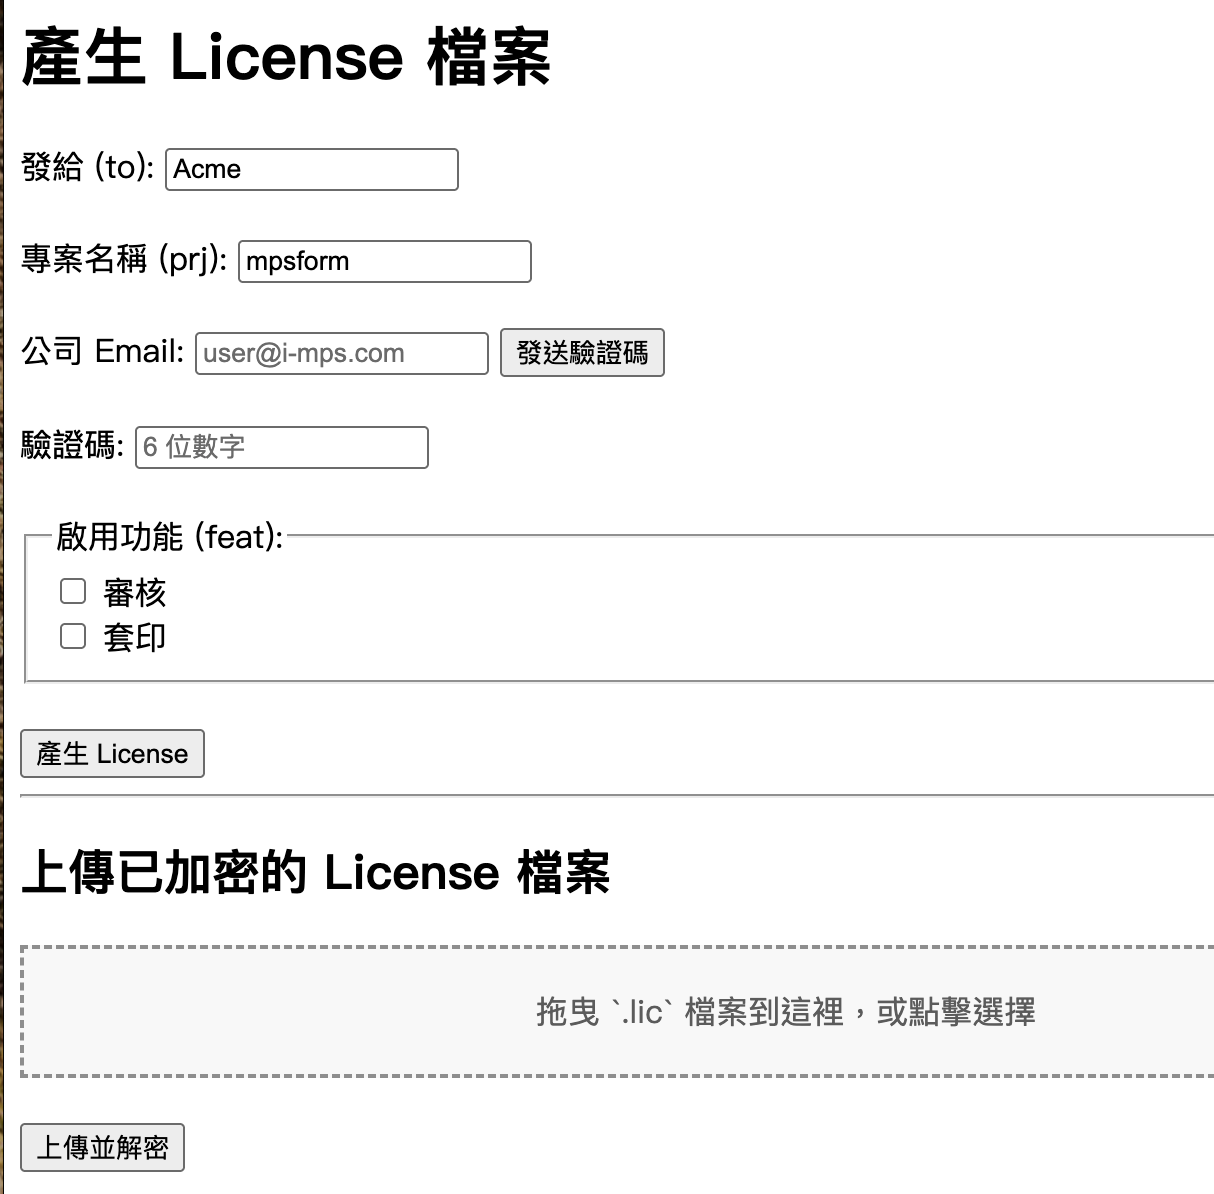 產生 License 檔案
發給 (to): Acme
專案名稱 (prj): mpsform
公司 Email: user@i-mps.com 發送驗證碼
驗證碼: 6 位數字
啟用功能 (feat):
審核
套印
產生 License
上傳已加密的 License 檔案
拖曳 `.lic` 檔案到這裡，或點擊選擇
上傳並解密